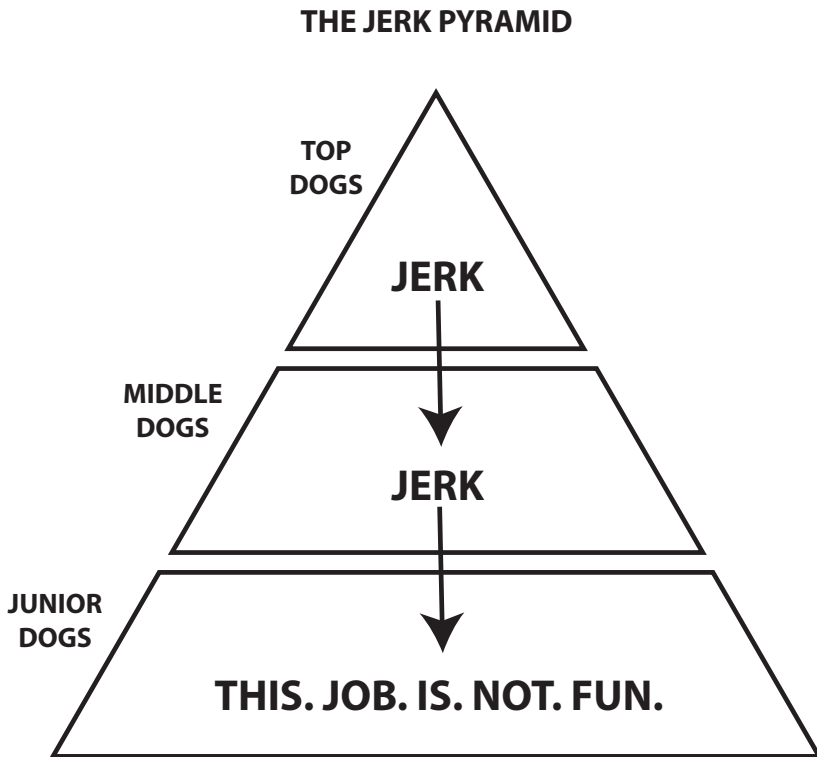 THE JERK PYRAMID
TOP
DOGS
JERK
MIDDLE
DOGS
JERK
JUNIOR
DOGS
THIS. JOB. IS. NOT. FUN.